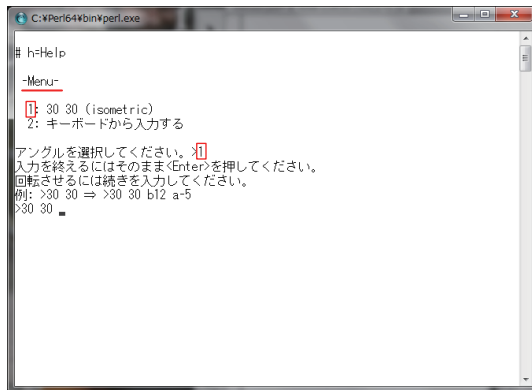 C:¥Perl64¥bin¥perl.exe
# h=Help
-Menu-
1: 30 30 (isometric)
2: キーボードから入力する
アングルを選択してください。>1
入力を終えるにはそのまま<Enter>を押してください。
回転させるには続きを入力してください。
例: >30 30 ⇒ >30 30 b12 a-5
>30 30